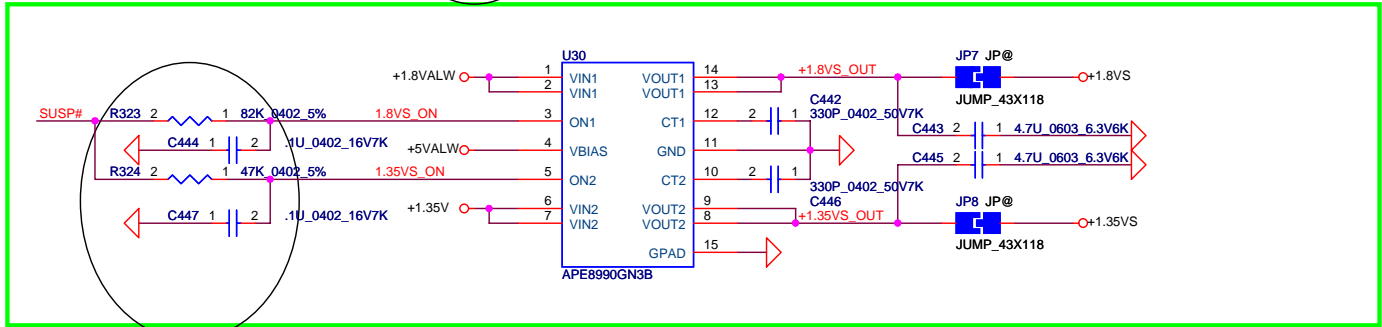 U30
JP7 JP@
+1.8VALW
1
2
VIN1
VIN1
VOUT1
VOUT1
14
13
+1.8VS_OUT
+1.8VS
JUMP_43X118
SUSP#
R323 2 1 82K_0402_5%
1.8VS_ON
3
ON1
CT1
12
2 1
C442
330P_0402_50V7K
C443 2 1 4.7U_0603_6.3V6K
C444 1 2 .1U_0402_16V7K
+5VALW
4
VBIAS
GND
11
C445 2 1 4.7U_0603_6.3V6K
R324 2 1 47K_0402_5%
1.35VS_ON
5
ON2
CT2
10
2 1
330P_0402_50V7K
C446
C447 1 2 .1U_0402_16V7K
+1.35V
6
7
VIN2
VIN2
VOUT2
VOUT2
9
8
+1.35VS_OUT
JP8 JP@
+1.35VS
JUMP_43X118
GPAD
15
APE8990GN3B